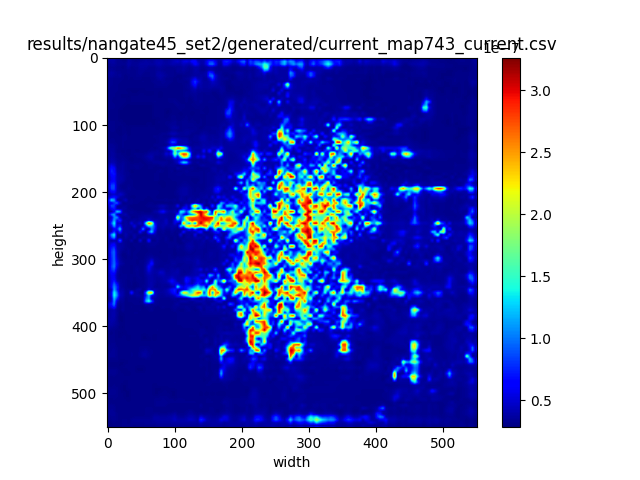 results/nangate45_set2/generated/current_map743_current.csv
1e−7
0
100
200
300
400
500
height
0 100 200 300 400 500
width
3.0
2.5
2.0
1.5
1.0
0.5